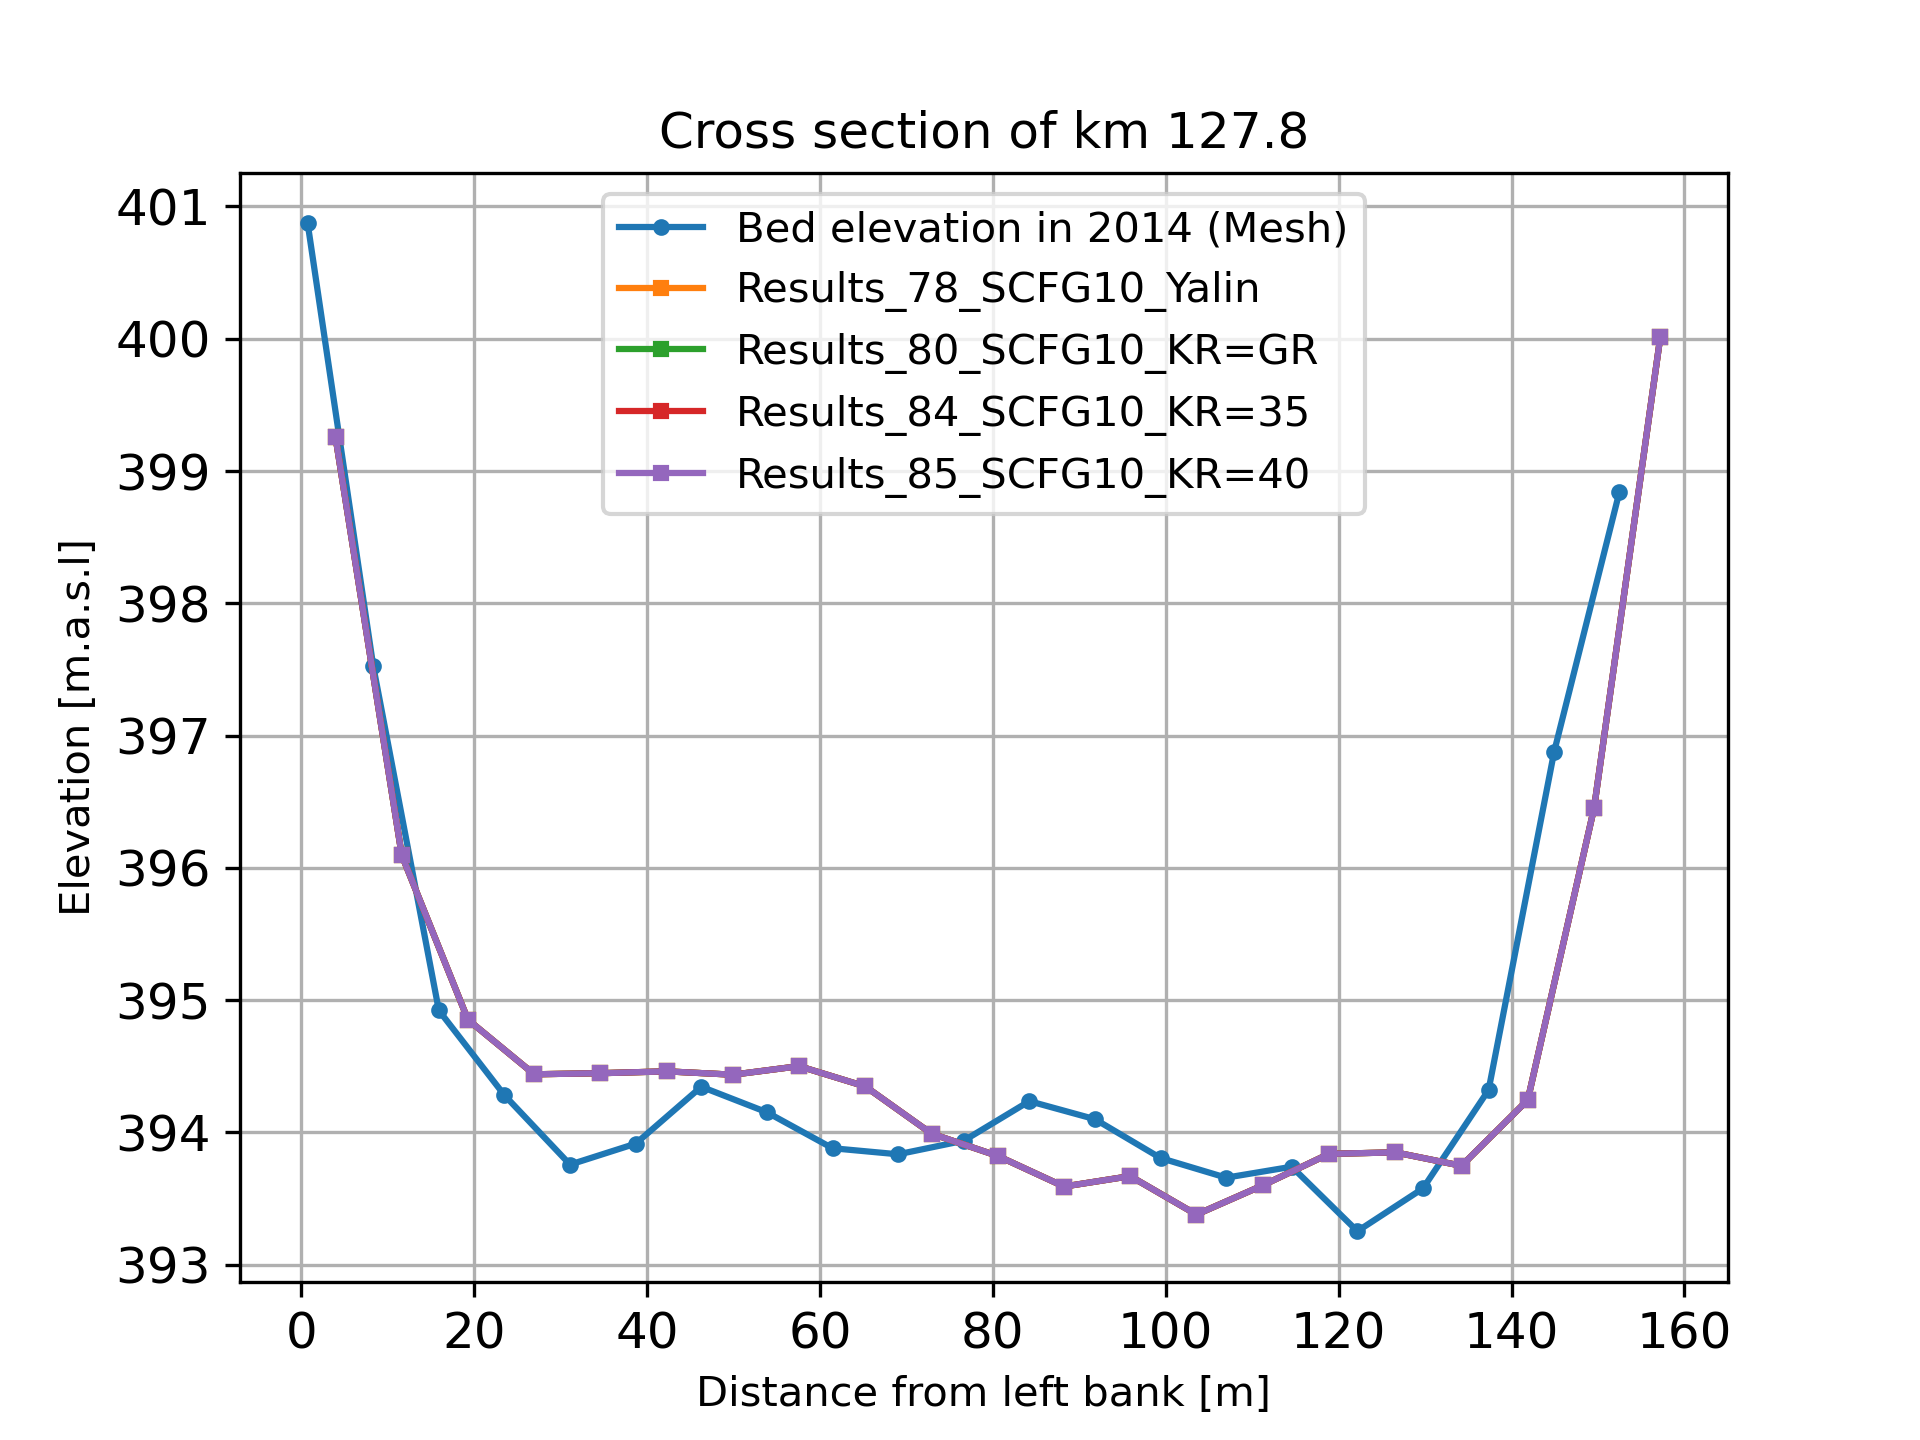 Cross section of km 127.8
401
400
399
398
397
396
395
394
393
Elevation [m.a.s.l]
Bed elevation in 2014 (Mesh)
Results_78_SCFG10_Yalin
Results_80_SCFG10_KR=GR
Results_84_SCFG10_KR=35
Results_85_SCFG10_KR=40
0 20 40 60 80 100 120 140 160
Distance from left bank [m]